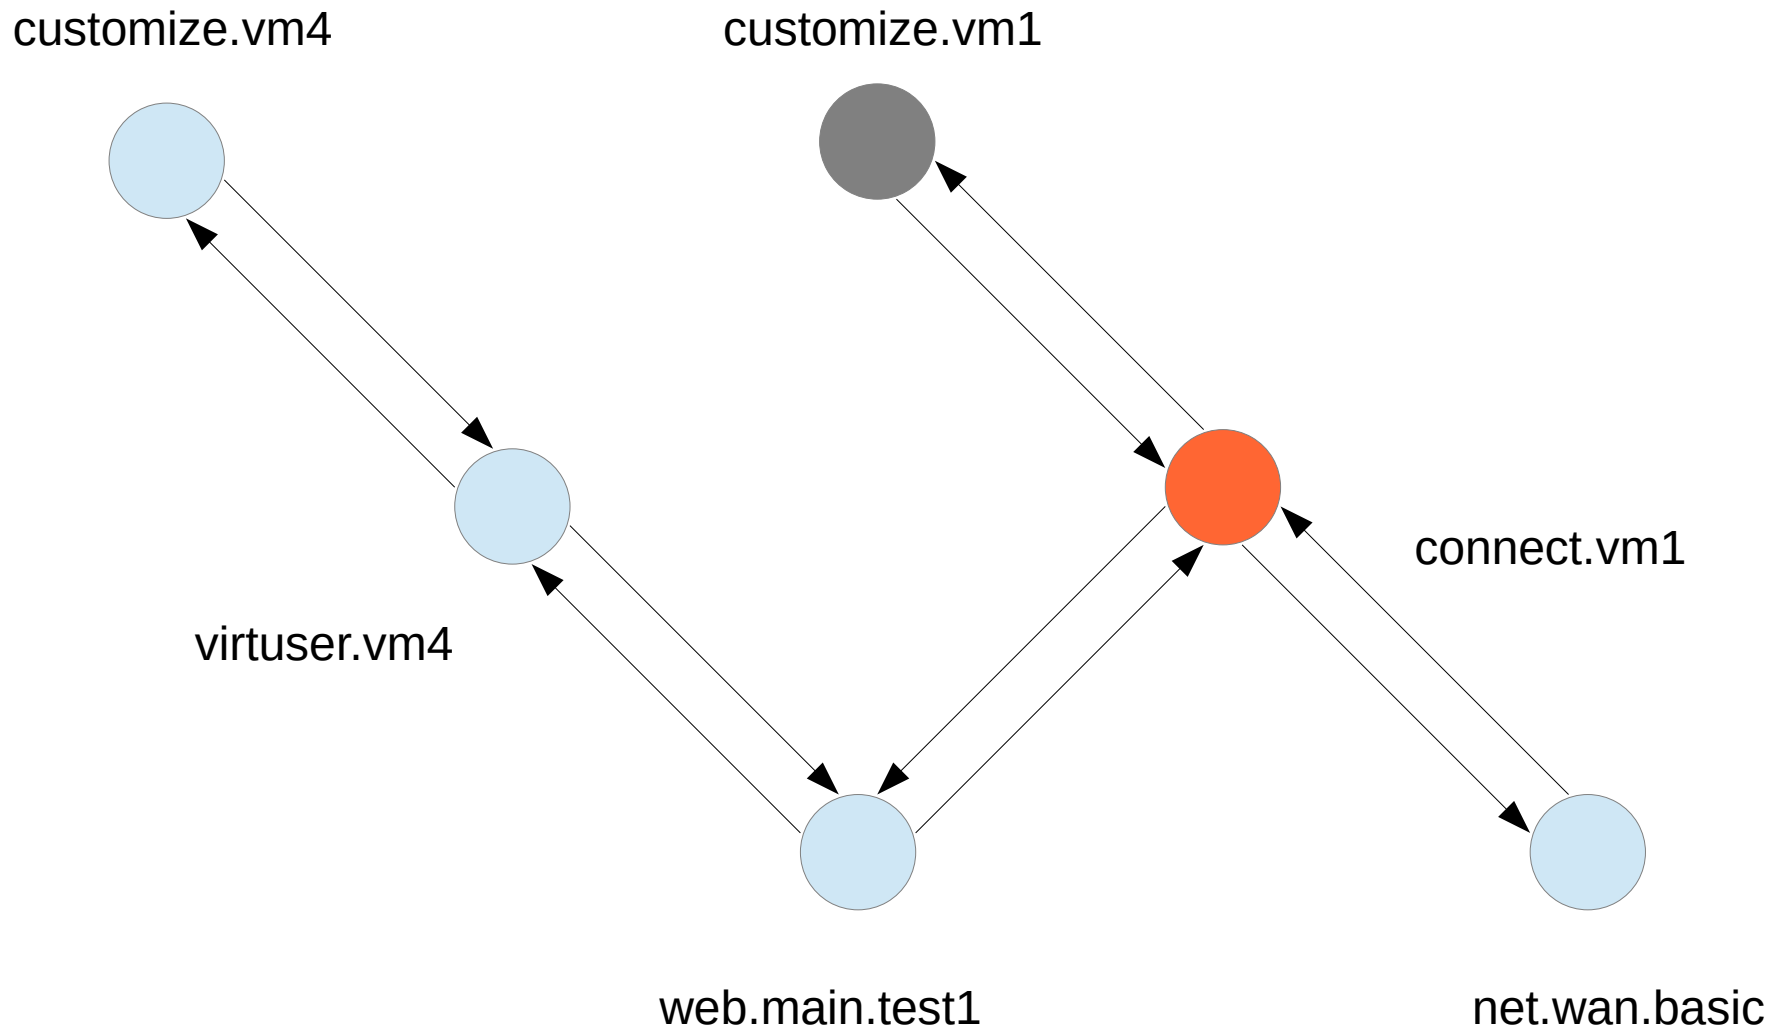 customize.vm4
customize.vm1
connect.vm1
virtuser.vm4
web.main.test1
net.wan.basic